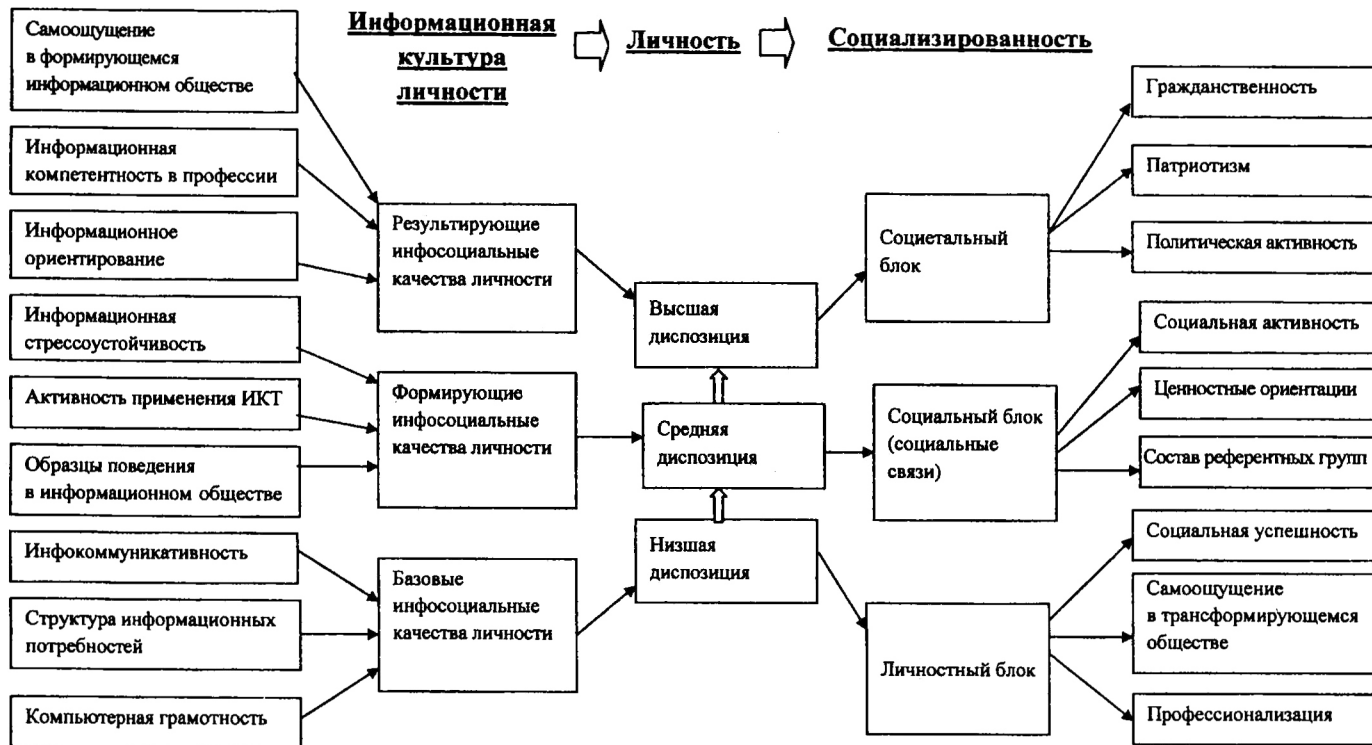 Информационная
культура
личности
Личность
Социализированность
Самоощущение
в формирующемся
информационном обществе
Информационная
компетентность в профессии
Информационное
ориентирование
Информационная
стрессоустойчивость
Активность применения ИКТ
Образцы поведения
в информационном обществе
Инфокоммуникативность
Структура информационных
потребностей
Компьютерная грамотность
Результирующие
инфосоциальные
качества личности
Формирующие
инфосоциальные
качества личности
Базовые
инфосоциальные
качества личности
Высшая
диспозиция
Средняя
диспозиция
Низшая
диспозиция
Социетальный
блок
Социальный блок
(социальные
связи)
Личностный блок
Гражданственность
Патриотизм
Политическая активность
Социальная активность
Ценностные ориентации
Состав референтных групп
Социальная успешность
Самоощущение
в трансформирующемся
обществе
Профессионализация